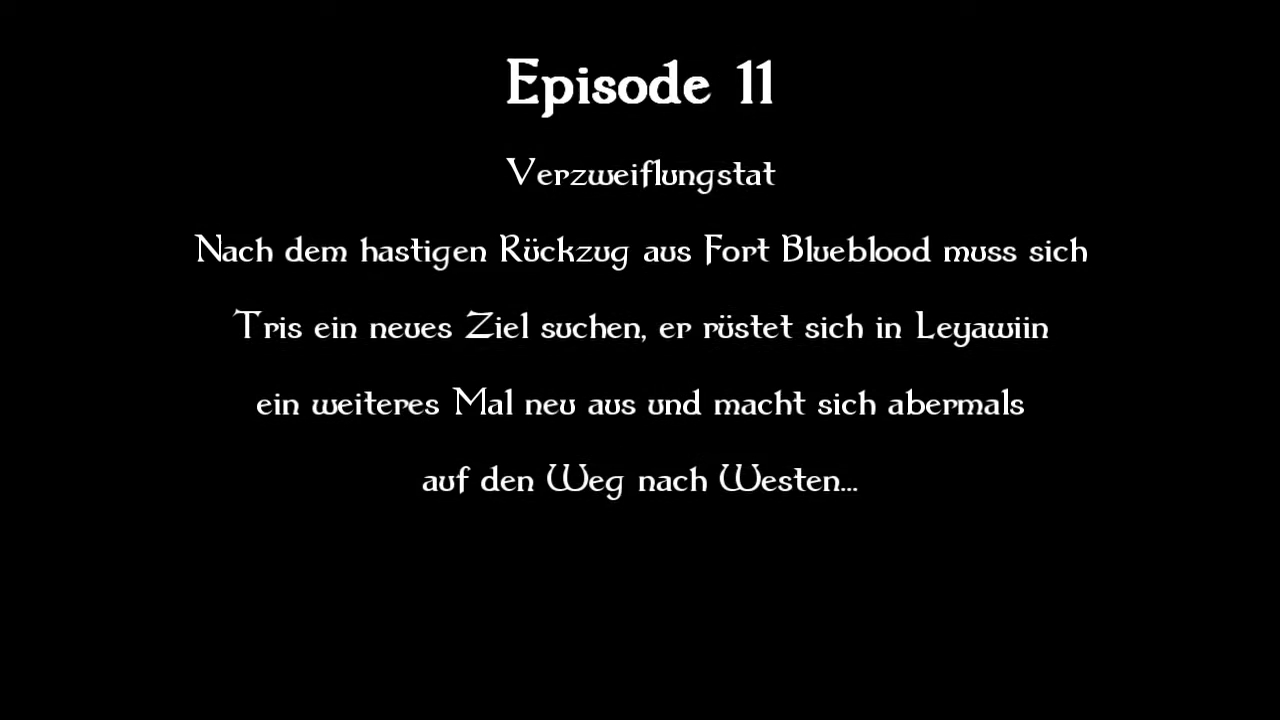 Episode 11
Verzweiflungstat
Nach dem hastigen Rückzug aus Fort Blueblood muss sich
Tris ein neues Ziel suchen, er rüstet sich in Leyawiin
ein weiteres Mal neu aus und macht sich abermals
auf den Weg nach Westen...